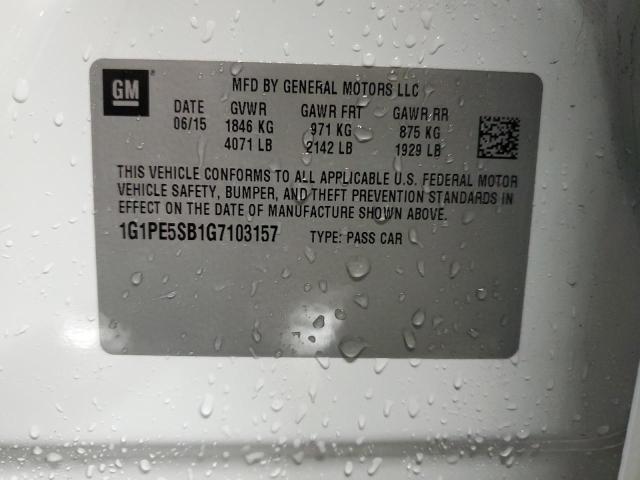 GM
MFD BY GENERAL MOTORS LLC
DATE GVWR GAWR FRT GAWR RR
06/15 1846 KG 971 KG 875 KG
4071 LB 2142 LB 1929 LB
THIS VEHICLE CONFORMS TO ALL APPLICABLE U.S. FEDERAL MOTOR
VEHICLE SAFETY, BUMPER, AND THEFT PREVENTION STANDARDS IN
EFFECT ON THE DATE OF MANUFACTURE SHOWN ABOVE.
1G1PE5SB1G7103157 TYPE: PASS CAR